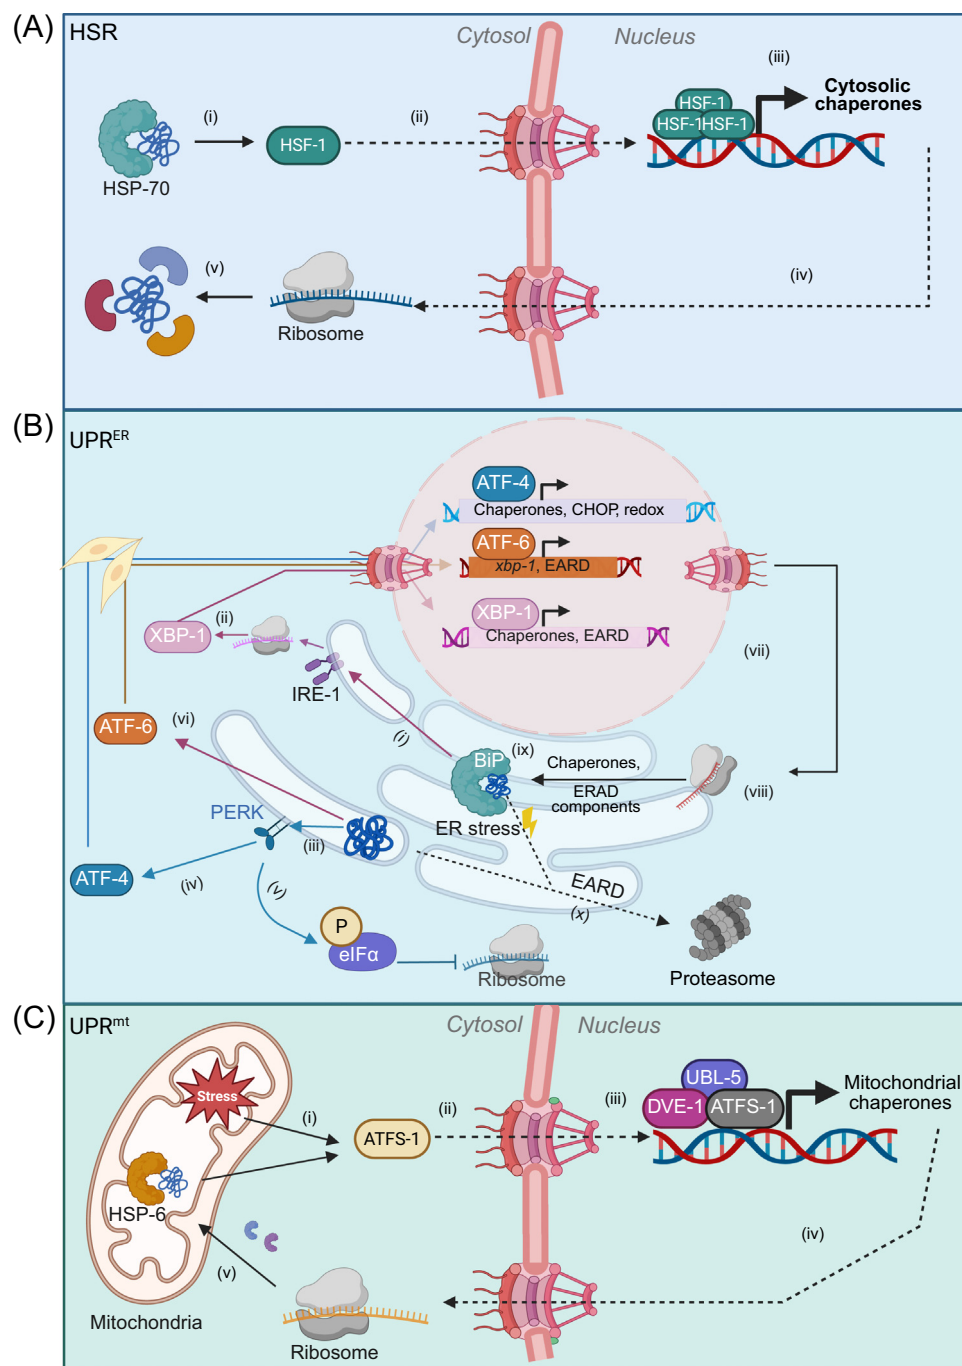 (A)
HSR
Cytosol
Nucleus
(i)
(ii)
(iii)
Cytosolic
chaperones
HSF-1
HSF-1
HSF-1
HSF-1
HSP-70
(iv)
(v)
Ribosome
(B)
UPRER
ATF-4
Chaperones, CHOP, redox
ATF-6
xbp-1, EARD
XBP-1
Chaperones, EARD
XBP-1
(ii)
IRE-1
(vii)
(i)
ATF-6
(vi)
BiP
(ix)
Chaperones,
ERAD
components
(viii)
ER stress
PERK
(iii)
ATF-4
(iv)
(v)
EARD
(x)
P
eIFα
Ribosome
Proteasome
(C)
UPRmt
Cytosol
Nucleus
Stress
(i)
ATFS-1
(ii)
(iii)
UBL-5
DVE-1
ATFS-1
Mitochondrial
chaperones
HSP-6
(iv)
(v)
Mitochondria
Ribosome